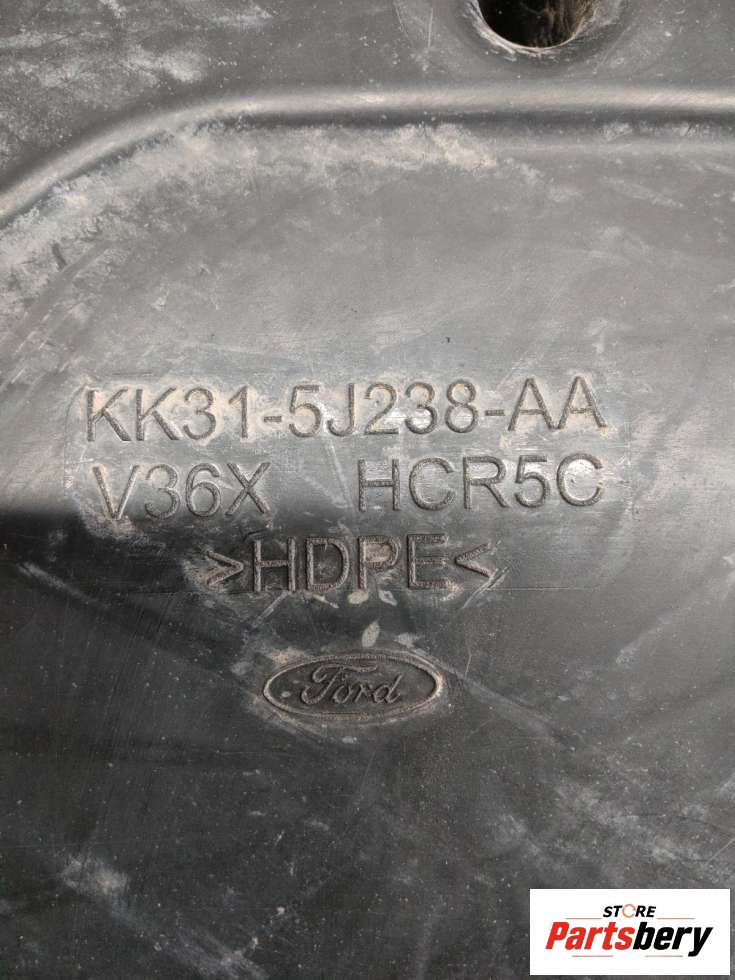 KK31-5J238-AA
V36X HCR5C
>HDPE<
Ford
STORE
Partsbery